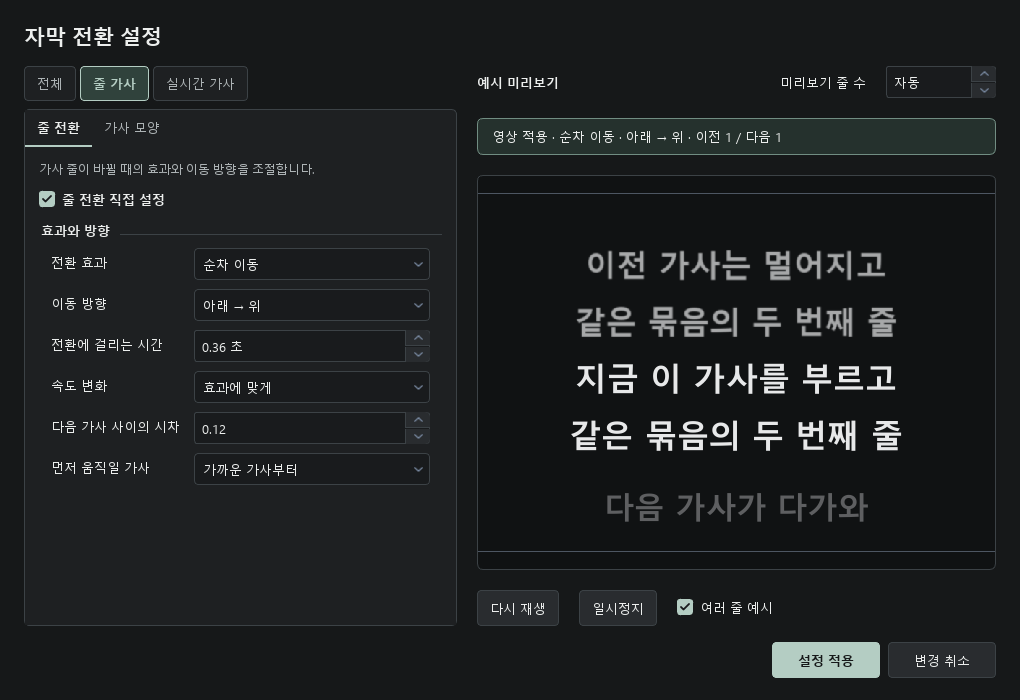 자막 전환 설정
전체 줄 가사 실시간 가사
줄 전환 가사 모양
가사 줄이 바뀔 때의 효과와 이동 방향을 조절합니다.
줄 전환 직접 설정
효과와 방향
전환 효과 순차 이동
이동 방향 아래 → 위
전환에 걸리는 시간 0.36 초
속도 변화 효과에 맞게
다음 가사 사이의 시차 0.12
먼저 움직일 가사 가까운 가사부터
예시 미리보기 미리보기 줄 수 자동
영상 적용 · 순차 이동 · 아래 → 위 · 이전 1 / 다음 1
이전 가사는 멀어지고
같은 묶음의 두 번째 줄
지금 이 가사를 부르고
같은 묶음의 두 번째 줄
다음 가사가 다가와
다시 재생 일시정지 여러 줄 예시
설정 적용 변경 취소